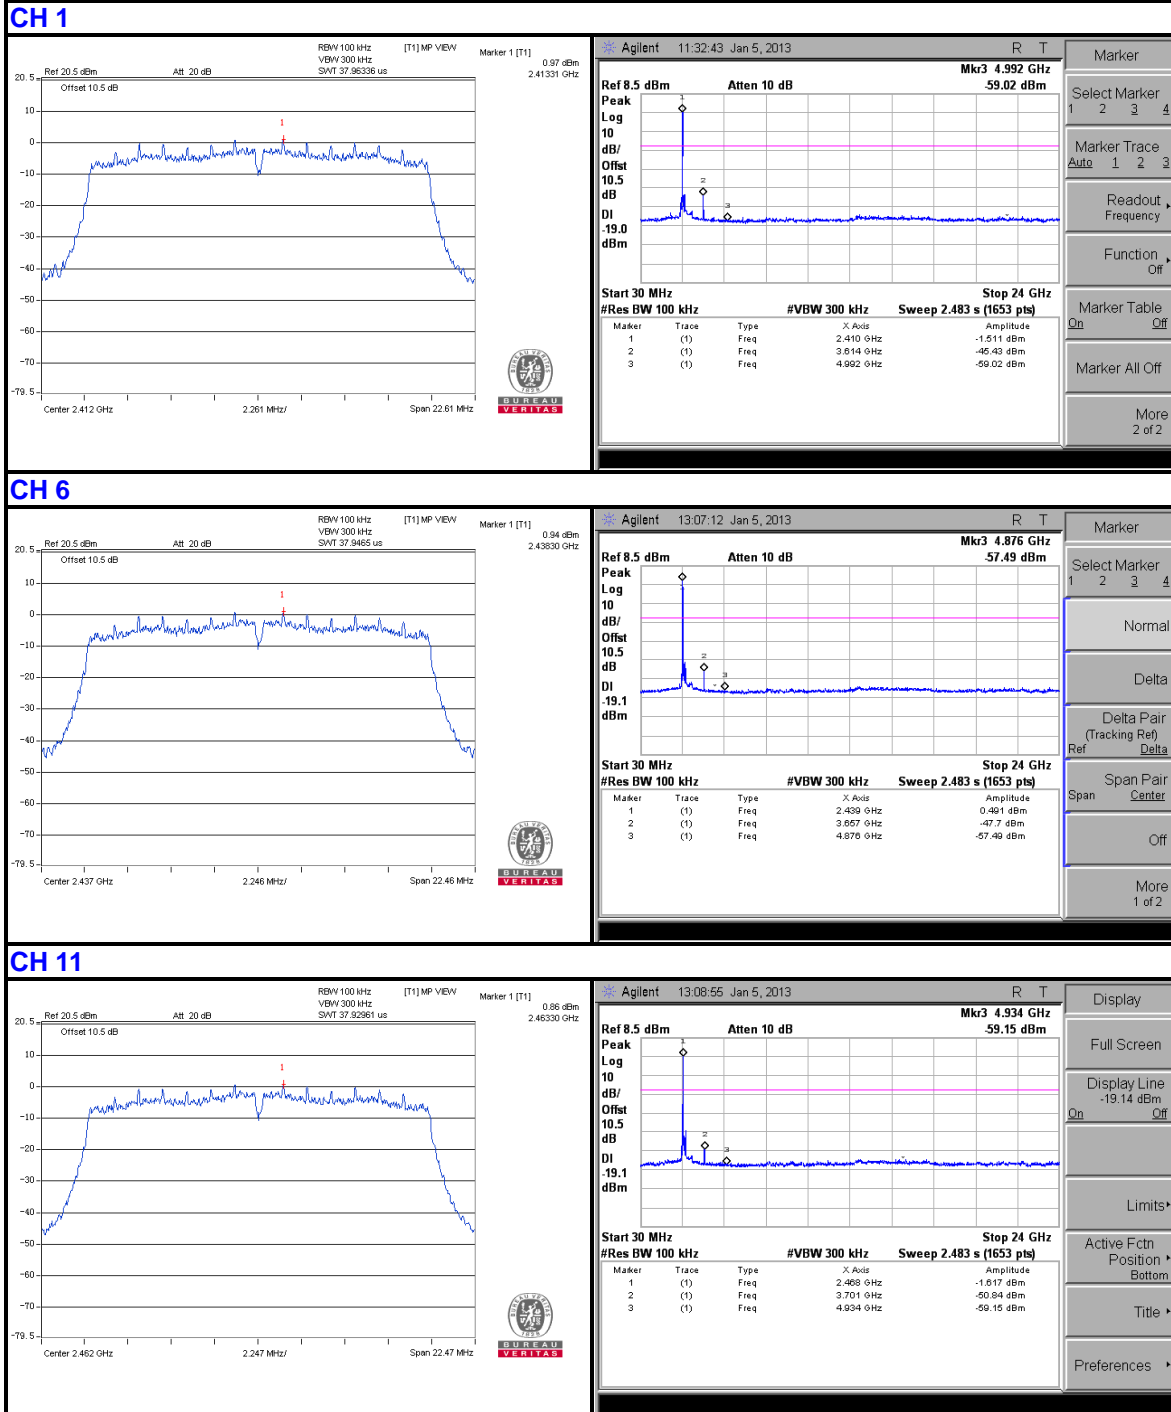 CH 1
RBW 100 kHz [T1] MP VIEW Marker 1 [T1]
VBW 300 kHz 0.97 dBm
Ref 20.5 dBm Att 20 dB SWT 37.96336 us 2.41331 GHz
20.5
Offset 10.5 dB
10
1
0
-10
-20
-30
-40
-50
-60
-70
-79.5
Center 2.412 GHz 2.261 MHz/ Span 22.61 MHz
1828
BUREAU
VERITAS
Agilent 11:32:43 Jan 5, 2013 R T
Mkr3 4.992 GHz
Ref 8.5 dBm Atten 10 dB -59.02 dBm
Peak
Log
10
dB/
Offst
10.5
dB
DI
-19.0
dBm
1
2
3
Start 30 MHz Stop 24 GHz
#Res BW 100 kHz #VBW 300 kHz Sweep 2.483 s (1653 pts)
Marker Trace Type X Axis Amplitude
1 (1) Freq 2.410 GHz -1.511 dBm
2 (1) Freq 3.614 GHz -45.43 dBm
3 (1) Freq 4.992 GHz -59.02 dBm
Marker
Select Marker
1 2 3 4
Marker Trace
Auto 1 2 3
Readout
Frequency
Function
Off
Marker Table
On Off
Marker All Off
More
2 of 2
CH 6
RBW 100 kHz [T1] MP VIEW Marker 1 [T1]
VBW 300 kHz 0.94 dBm
Ref 20.5 dBm Att 20 dB SWT 37.9465 us 2.43830 GHz
20.5
Offset 10.5 dB
10
1
0
-10
-20
-30
-40
-50
-60
-70
-79.5
Center 2.437 GHz 2.246 MHz/ Span 22.46 MHz
1828
BUREAU
VERITAS
Agilent 13:07:12 Jan 5, 2013 R T
Mkr3 4.876 GHz
Ref 8.5 dBm Atten 10 dB -57.49 dBm
Peak
Log
10
dB/
Offst
10.5
dB
DI
-19.1
dBm
2
3
Start 30 MHz Stop 24 GHz
#Res BW 100 kHz #VBW 300 kHz Sweep 2.483 s (1653 pts)
Marker Trace Type X Axis Amplitude
1 (1) Freq 2.439 GHz 0.491 dBm
2 (1) Freq 3.657 GHz -47.7 dBm
3 (1) Freq 4.876 GHz -57.49 dBm
Marker
Select Marker
1 2 3 4
Normal
Delta
Delta Pair
(Tracking Ref)
Ref Delta
Span Pair
Span Center
Off
More
1 of 2
CH 11
RBW 100 kHz [T1] MP VIEW Marker 1 [T1]
VBW 300 kHz 0.86 dBm
Ref 20.5 dBm Att 20 dB SWT 37.92961 us 2.46330 GHz
20.5
Offset 10.5 dB
10
1
0
-10
-20
-30
-40
-50
-60
-70
-79.5
Center 2.462 GHz 2.247 MHz/ Span 22.47 MHz
1828
BUREAU
VERITAS
Agilent 13:08:55 Jan 5, 2013 R T
Mkr3 4.934 GHz
Ref 8.5 dBm Atten 10 dB -59.15 dBm
Peak
Log
10
dB/
Offst
10.5
dB
DI
-19.1
dBm
1
2
3
Start 30 MHz Stop 24 GHz
#Res BW 100 kHz #VBW 300 kHz Sweep 2.483 s (1653 pts)
Marker Trace Type X Axis Amplitude
1 (1) Freq 2.468 GHz -1.617 dBm
2 (1) Freq 3.701 GHz -50.84 dBm
3 (1) Freq 4.934 GHz -59.15 dBm
Display
Full Screen
Display Line
-19.14 dBm
On Off
Limits
Active Fctn
Position
Bottom
Title
Preferences